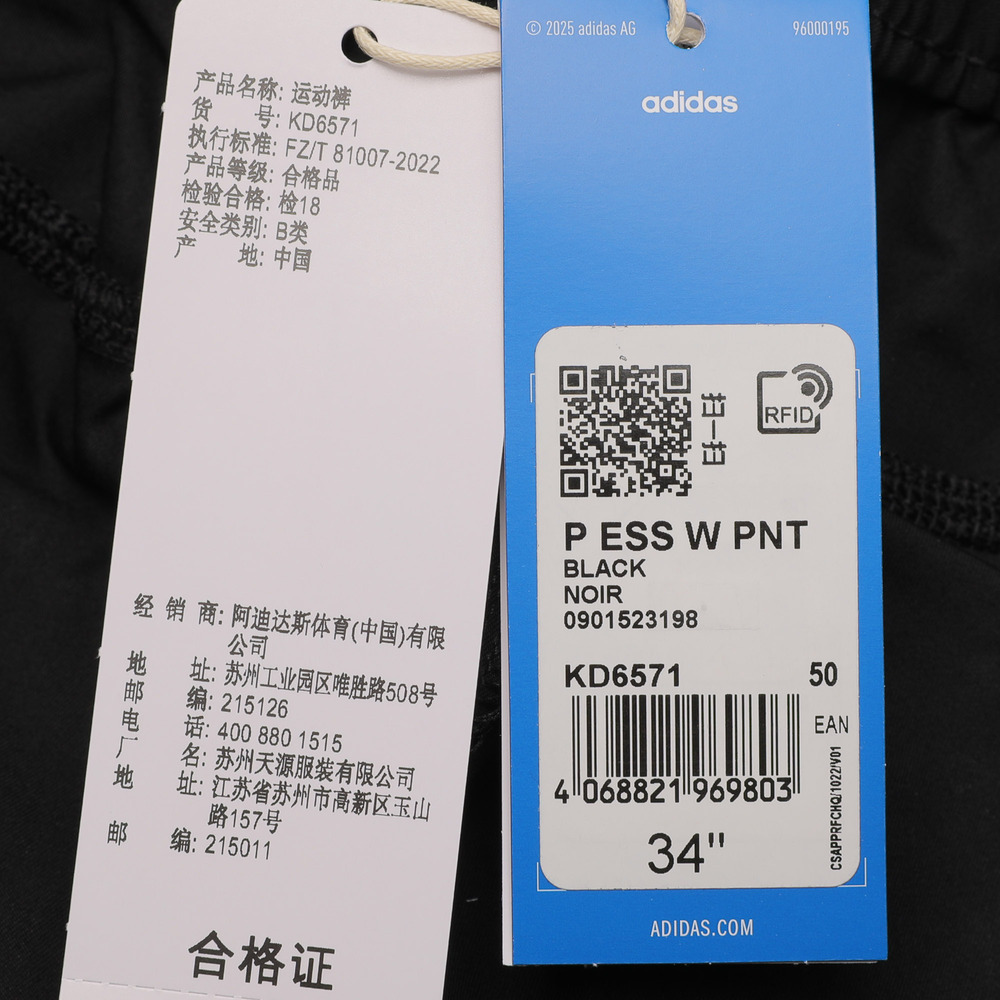 产品名称: 运动裤
货 号: KD6571
执行标准: FZ/T 81007-2022
产品等级: 合格品
检验合格: 检18
安全类别: B类
产 地: 中国
经 销 商: 阿迪达斯体育(中国)有限
公司
地 址: 苏州工业园区唯胜路508号
邮 编: 215126
电 话: 400 880 1515
厂 名: 苏州天源服装有限公司
地 址: 江苏省苏州市高新区玉山
路157号
邮 编: 215011
合格证
© 2025 adidas AG 96000195
adidas
扫一扫
RFID
P ESS W PNT
BLACK
NOIR
0901523198
KD6571 50
EAN
4 068821 969803
CSAPPRFCHQ/1022/V01
34"
ADIDAS.COM